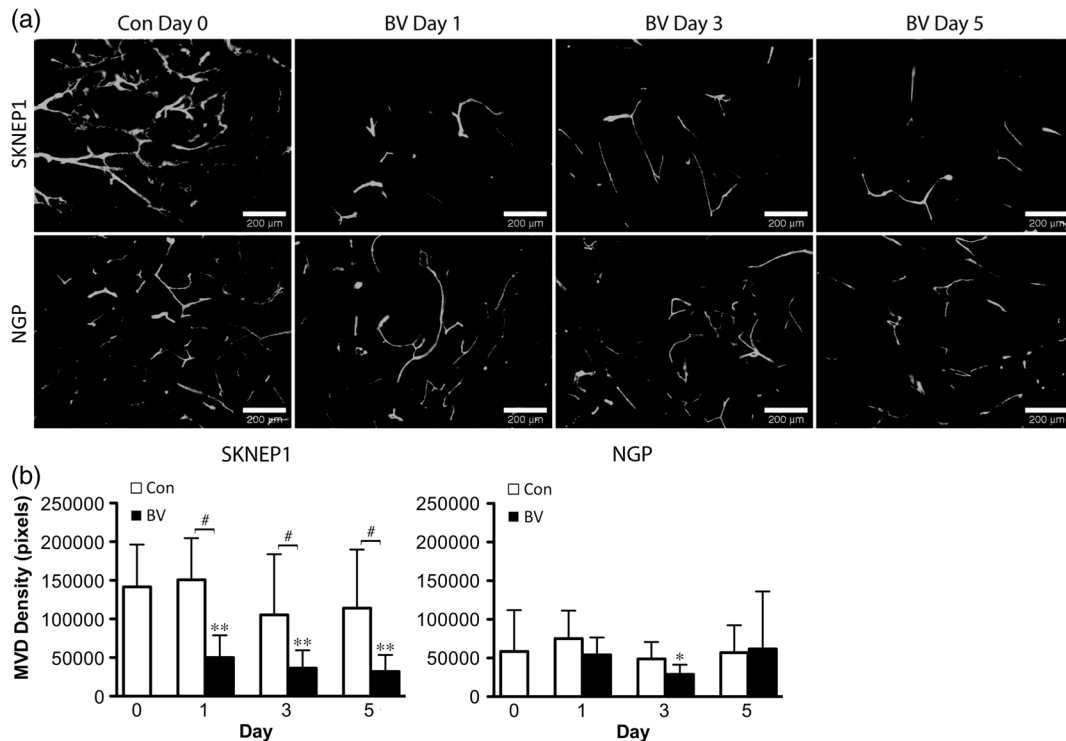 (a)
Con Day 0 BV Day 1 BV Day 3 BV Day 5
SKNEP1
200 µm 200 µm 200 µm 200 µm
NGP
200 µm 200 µm 200 µm 200 µm
(b)
SKNEP1 NGP
MVD Density (pixels)
250000
200000
150000
100000
50000
0
Con
BV
# # #
** ** **
0 1 3 5
Day
250000
200000
150000
100000
50000
0
Con
BV
*
0 1 3 5
Day